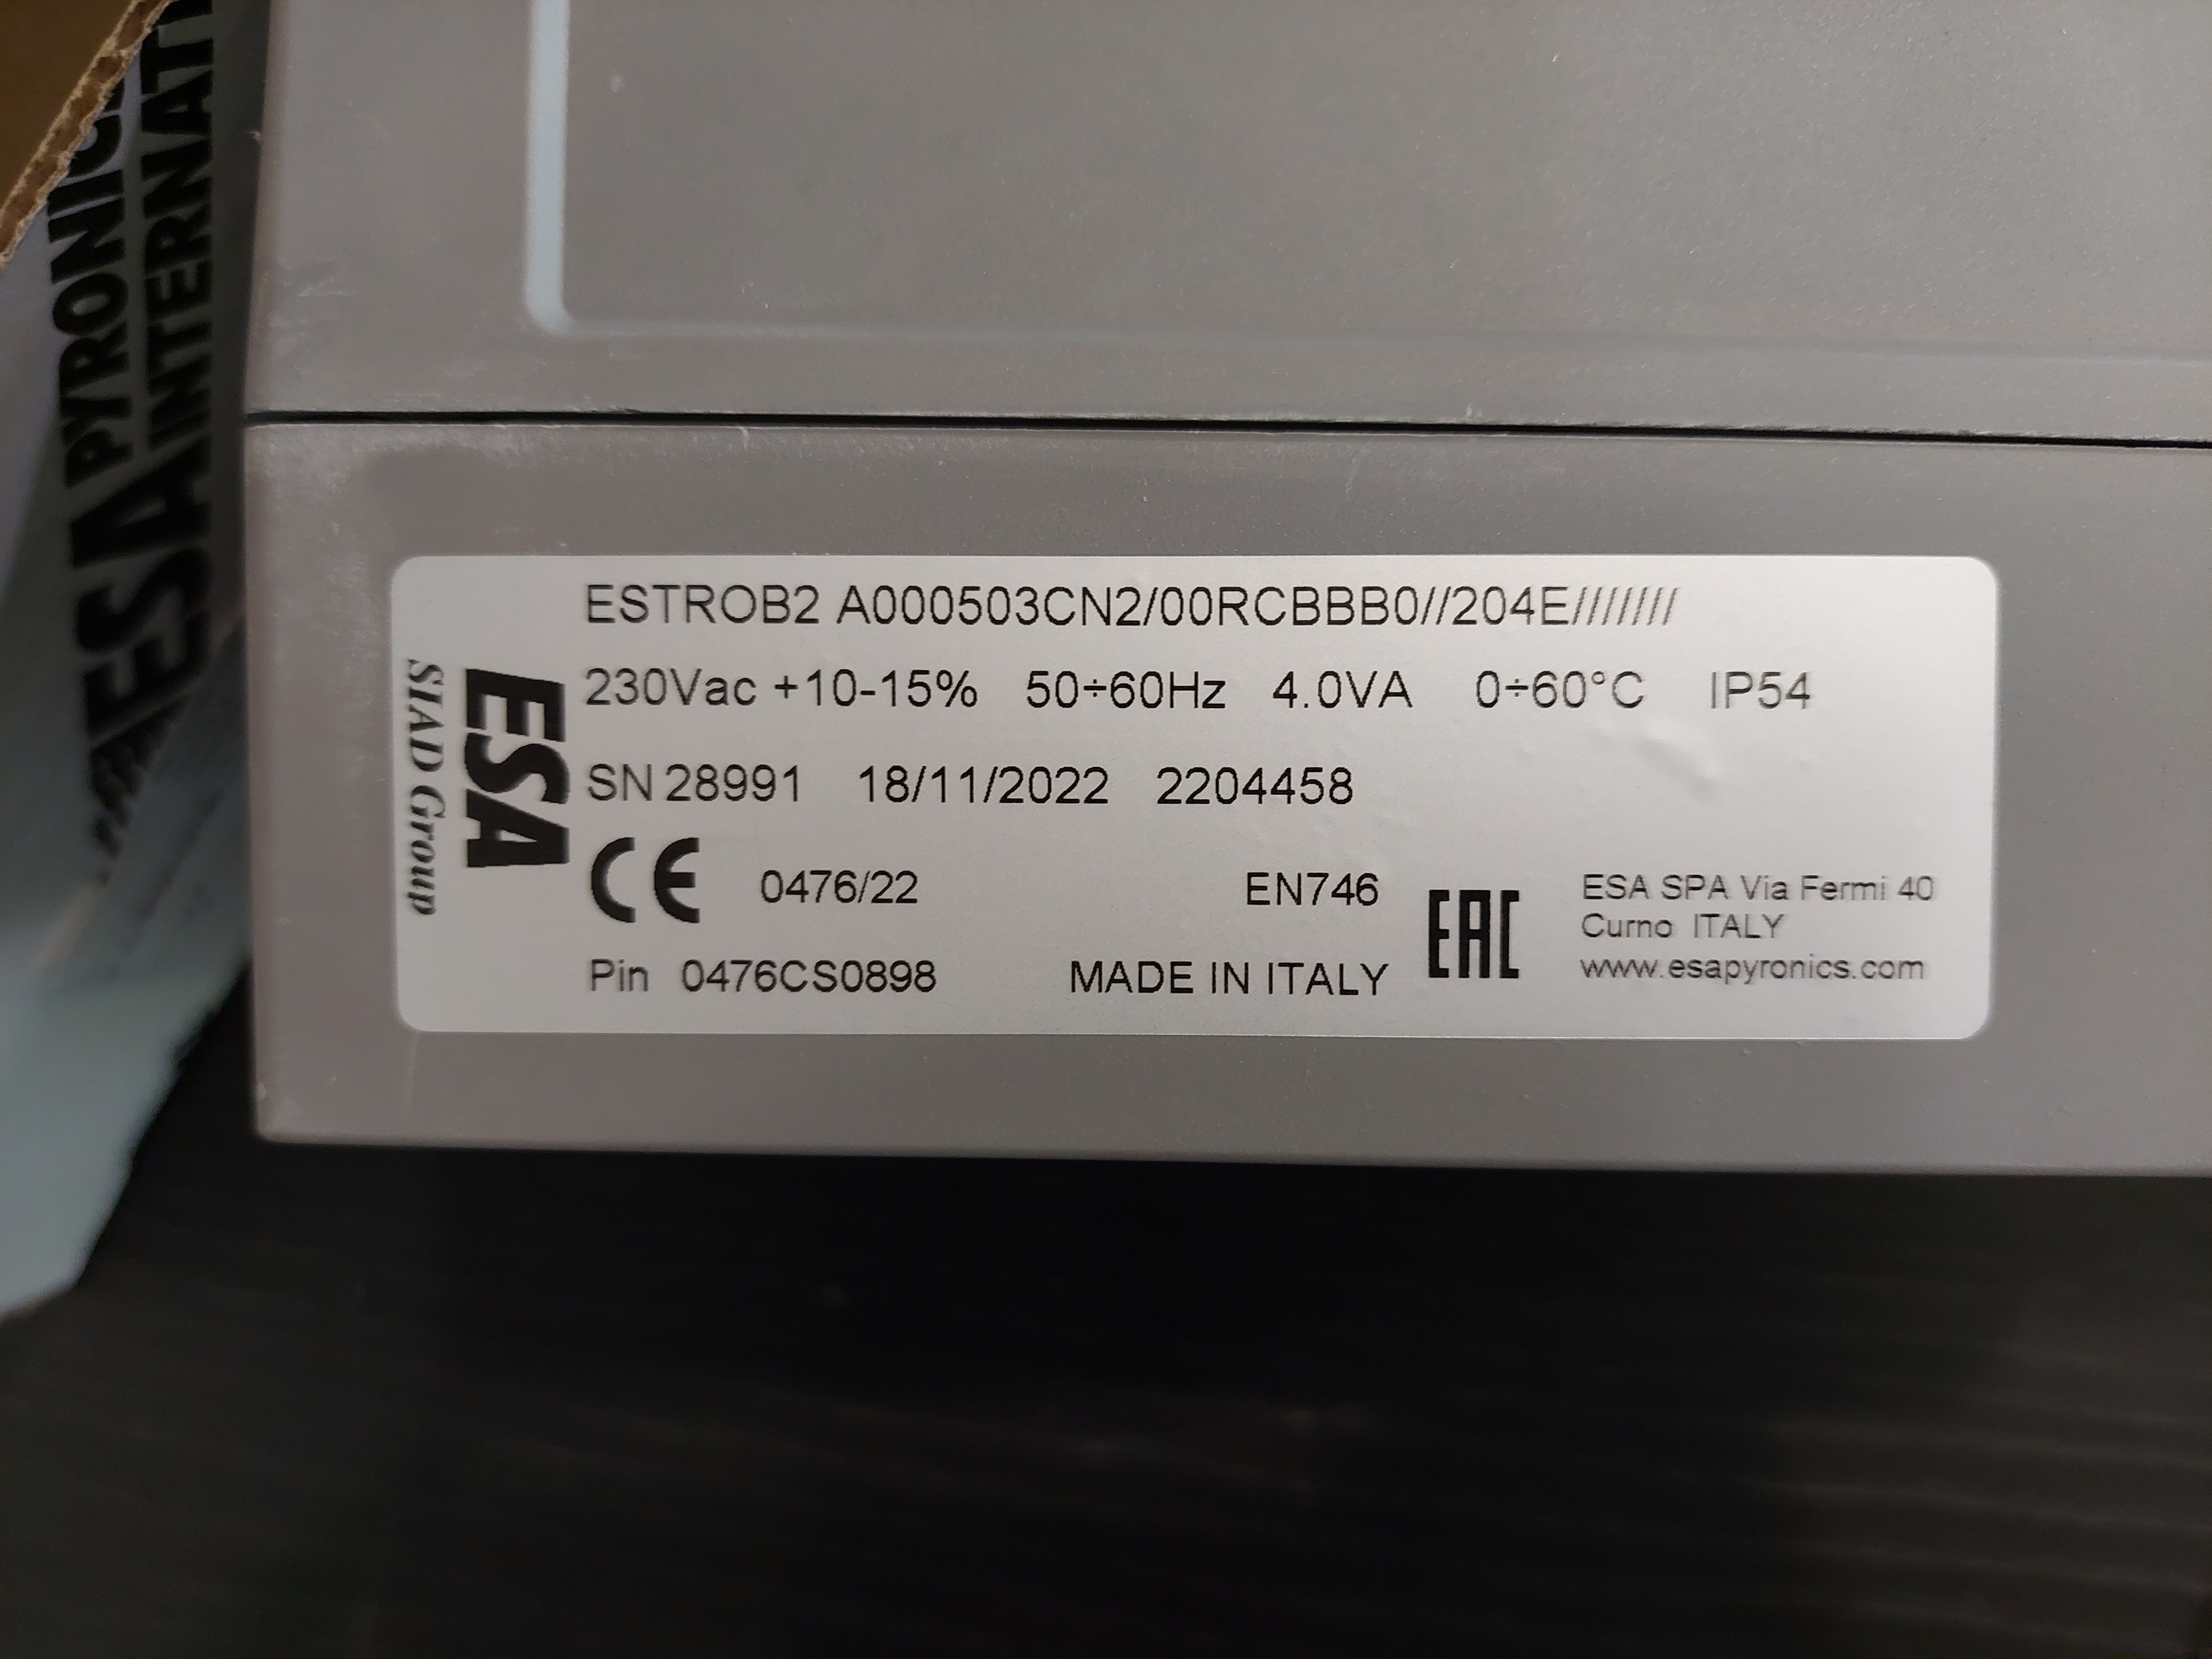 ESTROB2 A000503CN2/00RCBBB0//204E///////
230Vac +10-15% 50÷60Hz 4.0VA 0÷60°C IP54
SN 28991 18/11/2022 2204458
CE 0476/22 EN746
Pin 0476CS0898 MADE IN ITALY EAC
ESA SPA Via Fermi 40
Curno ITALY
www.esapyronics.com
ESA
SIAD Group
ESA
PYRONICS